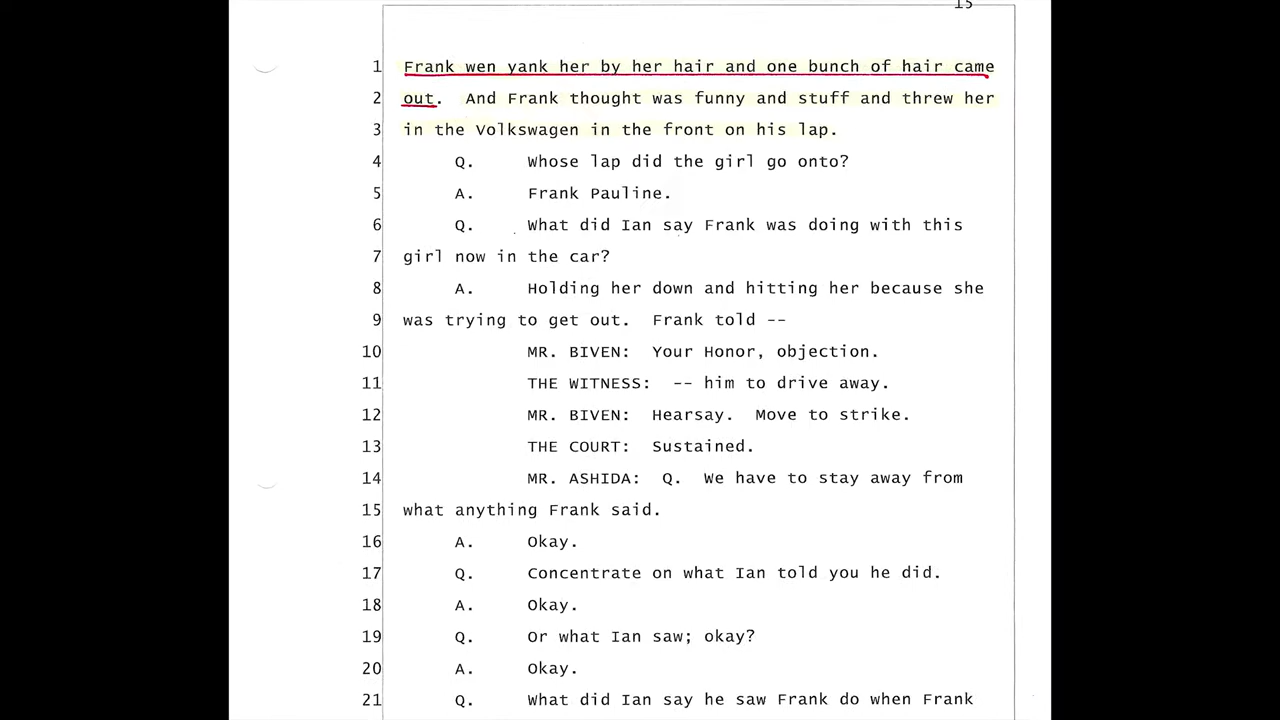 15
1 Frank wen yank her by her hair and one bunch of hair came
2 out. And Frank thought was funny and stuff and threw her
3 in the Volkswagen in the front on his lap.
4 Q. Whose lap did the girl go onto?
5 A. Frank Pauline.
6 Q. What did Ian say Frank was doing with this
7 girl now in the car?
8 A. Holding her down and hitting her because she
9 was trying to get out. Frank told --
10 MR. BIVEN: Your Honor, objection.
11 THE WITNESS: -- him to drive away.
12 MR. BIVEN: Hearsay. Move to strike.
13 THE COURT: Sustained.
14 MR. ASHIDA: Q. We have to stay away from
15 what anything Frank said.
16 A. Okay.
17 Q. Concentrate on what Ian told you he did.
18 A. Okay.
19 Q. Or what Ian saw; okay?
20 A. Okay.
21 Q. What did Ian say he saw Frank do when Frank